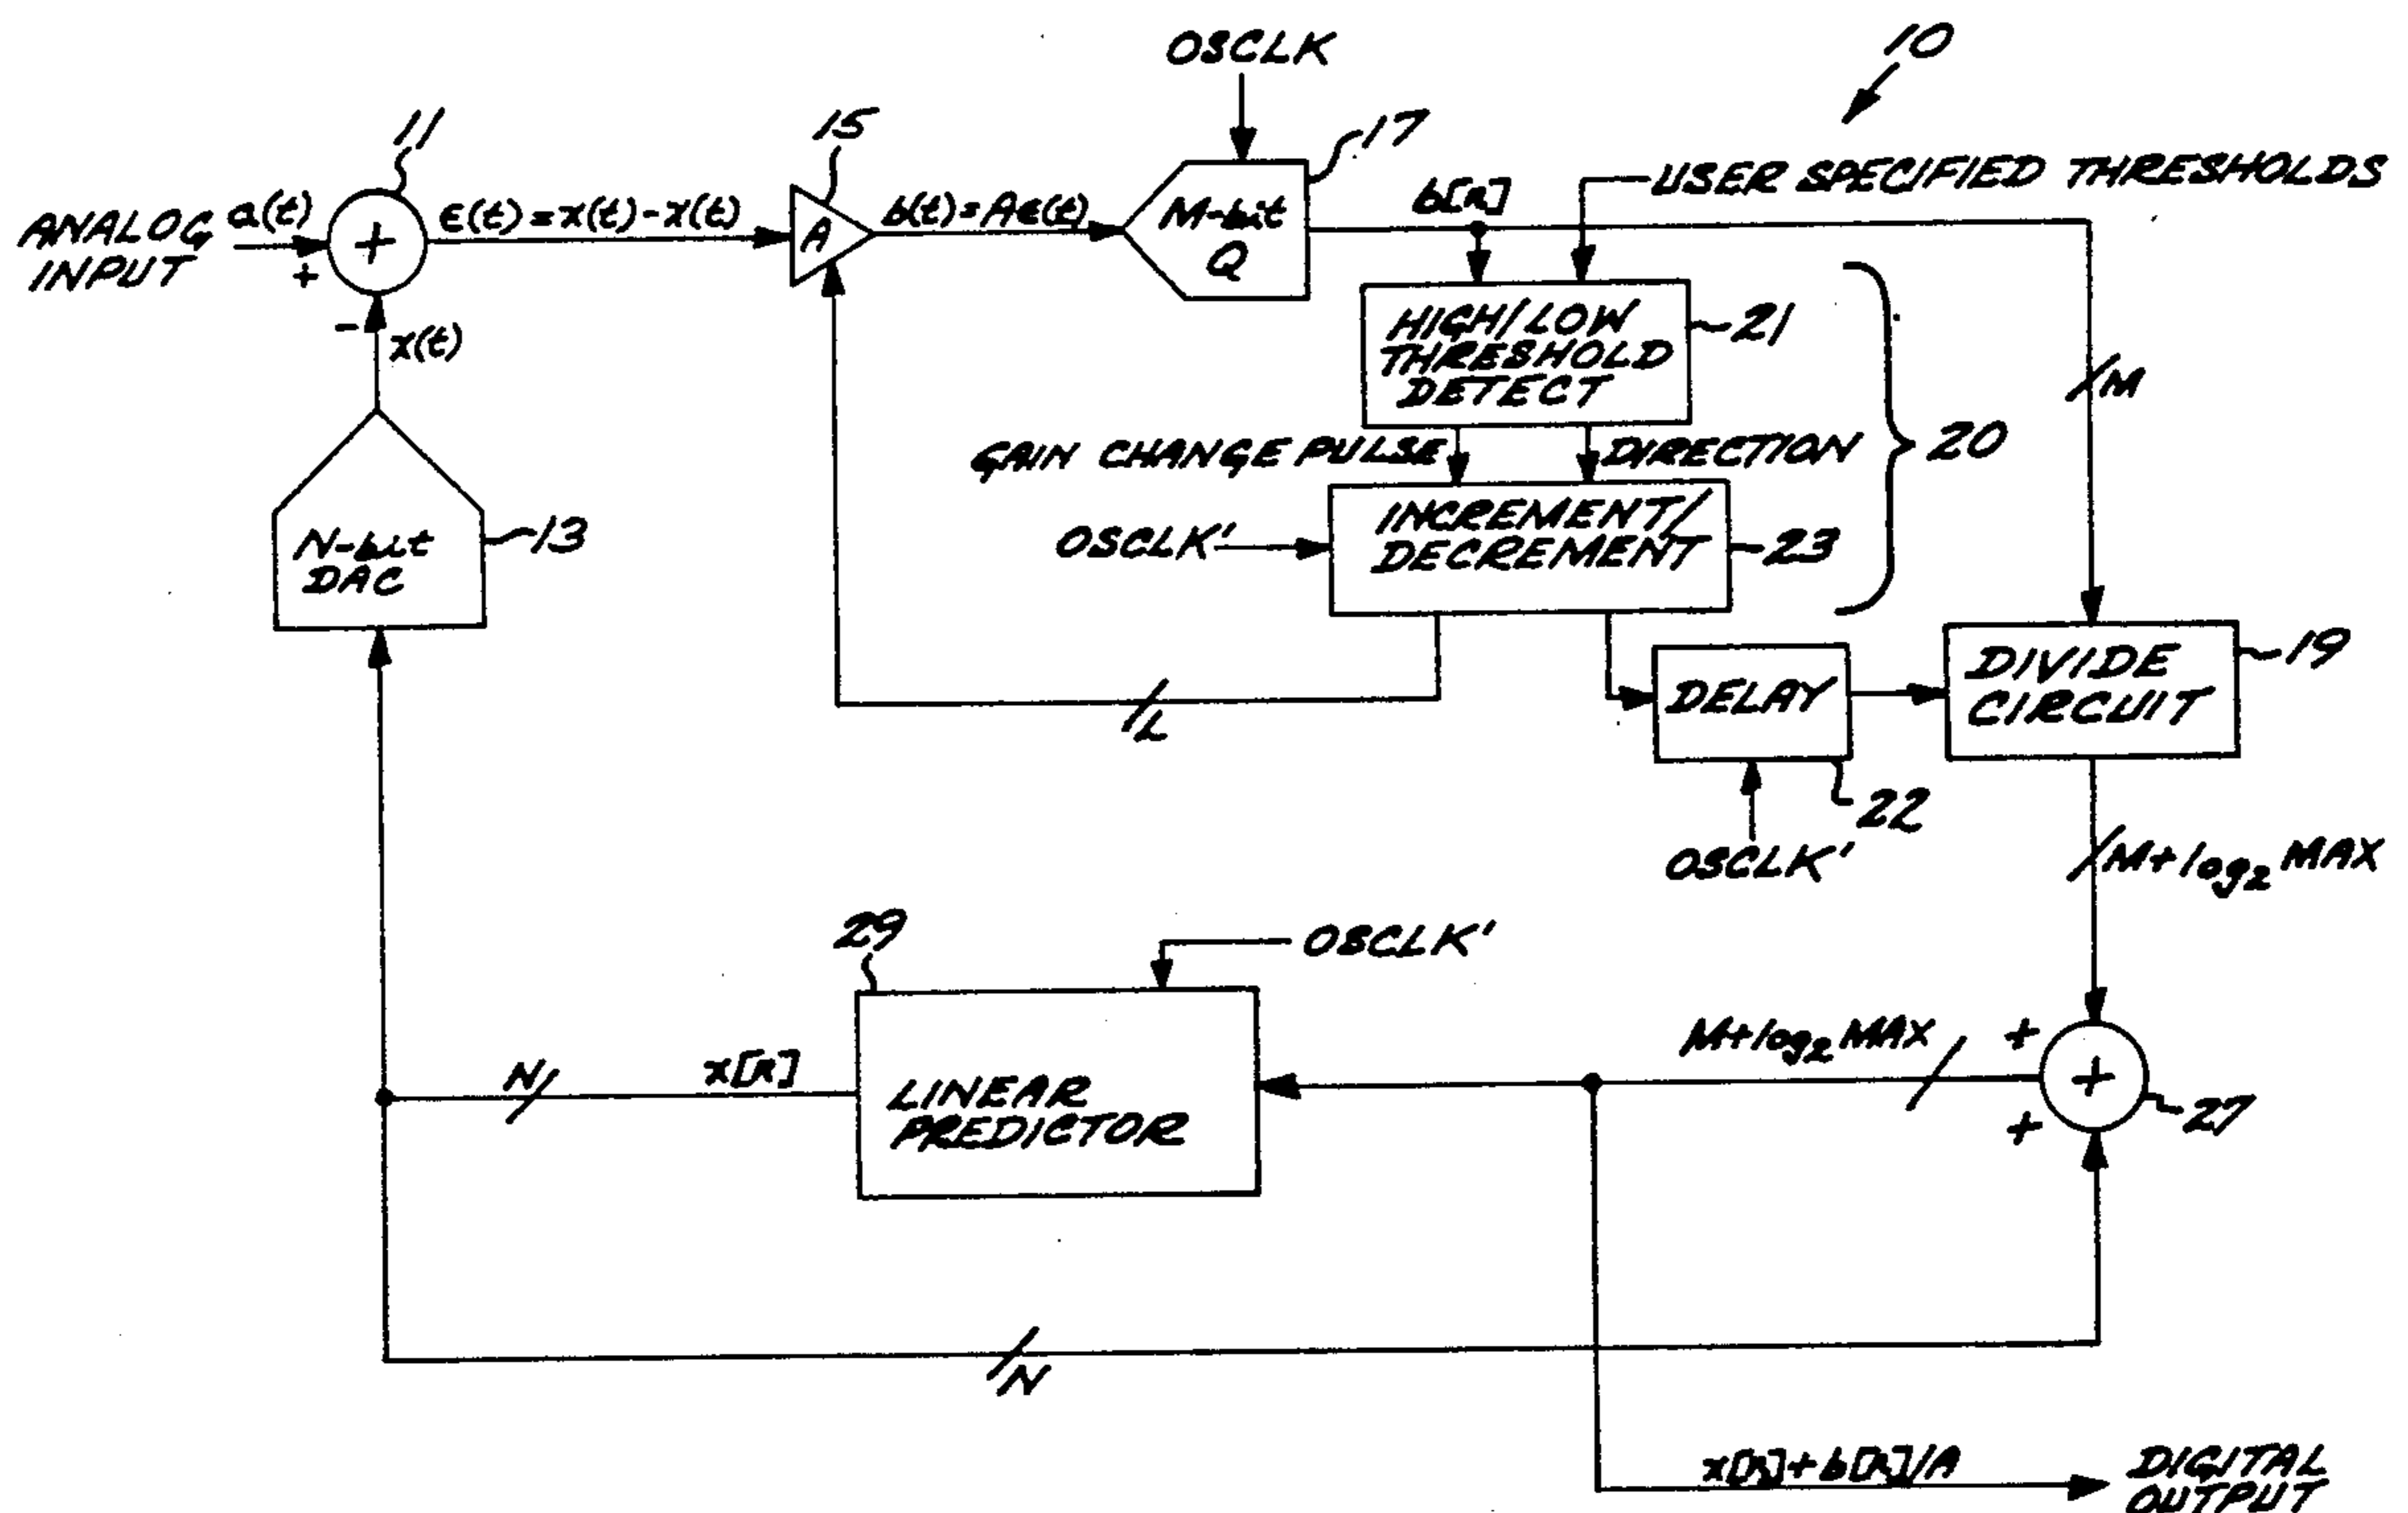 OSCLK
10
11
15
17
USER SPECIFIED THRESHOLDS
ANALOG
INPUT
a(t)
+
+
ϵ(t)=x(t)-x(t)
A
b(t)=Aϵ(t)
M-bit
Q
b[n]
- x(t)
HIGH/LOW
THRESHOLD
DETECT
21
M
GAIN CHANGE PULSE
DIRECTION
20
N-bit
DAC
13
OSCLK'
INCREMENT/
DECREMENT
23
L
DELAY
22
OSCLK'
DIVIDE
CIRCUIT
19
M+log2 MAX
29
OSCLK'
LINEAR
PREDICTOR
N
x[n]
M+log2 MAX
+
+
+
27
N
x[n]+b[n]/A
DIGITAL
OUTPUT